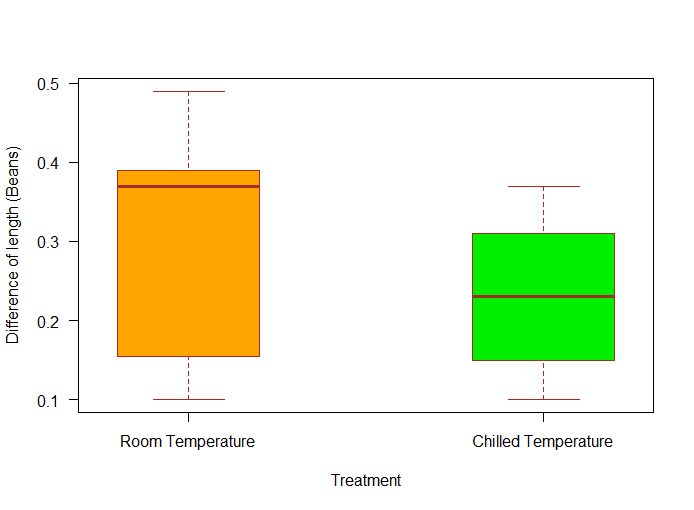 Difference of length (Beans)
0.5
0.4
0.3
0.2
0.1
Room Temperature
Chilled Temperature
Treatment